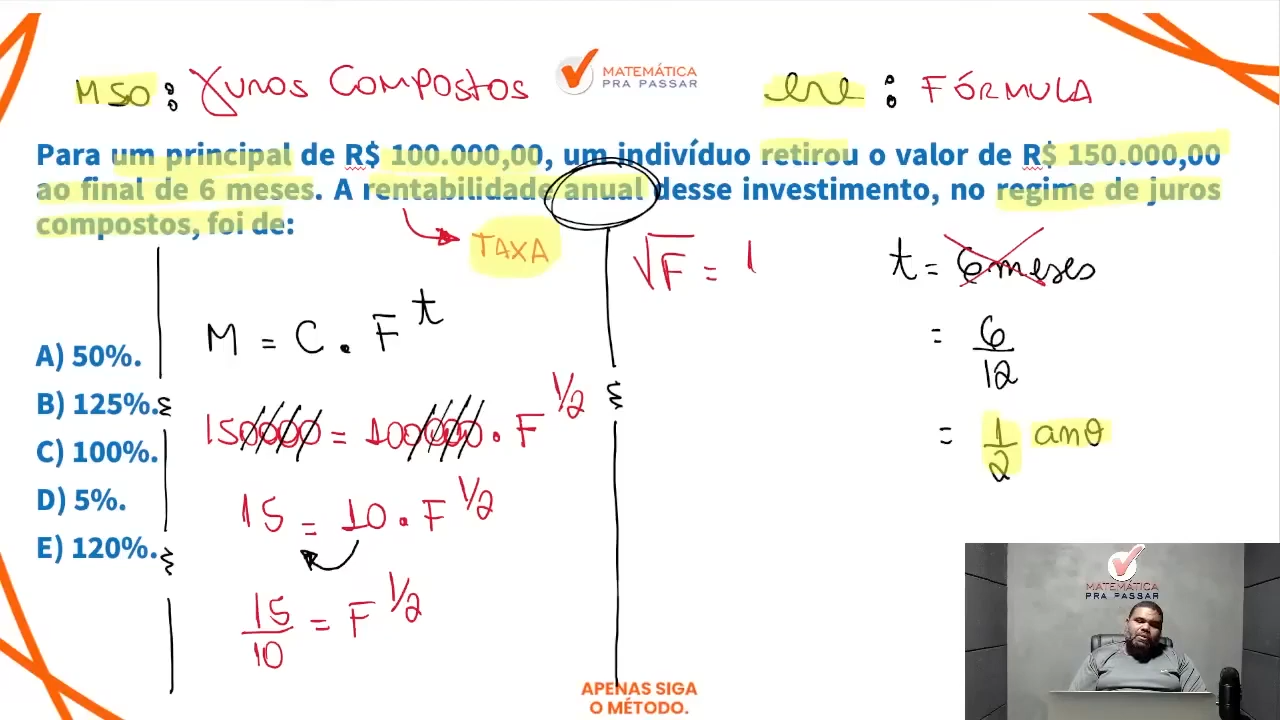 MSO: JUROS COMPOSTOS
MATEMÁTICA
PRA PASSAR
: FÓRMULA
Para um principal de R$ 100.000,00, um indivíduo retirou o valor de R$ 150.000,00
ao final de 6 meses. A rentabilidade anual desse investimento, no regime de juros
compostos, foi de:
TAXA
A) 50%.
B) 125%.
C) 100%.
D) 5%.
E) 120%.
M = C . F^t
150000 = 100000 . F^1/2
15 = 10 . F^1/2
15/10 = F^1/2
√F = 1
t = 6 meses
= 6/12
= 1/2 ano
MATEMÁTICA
PRA PASSAR
APENAS SIGA
O MÉTODO.